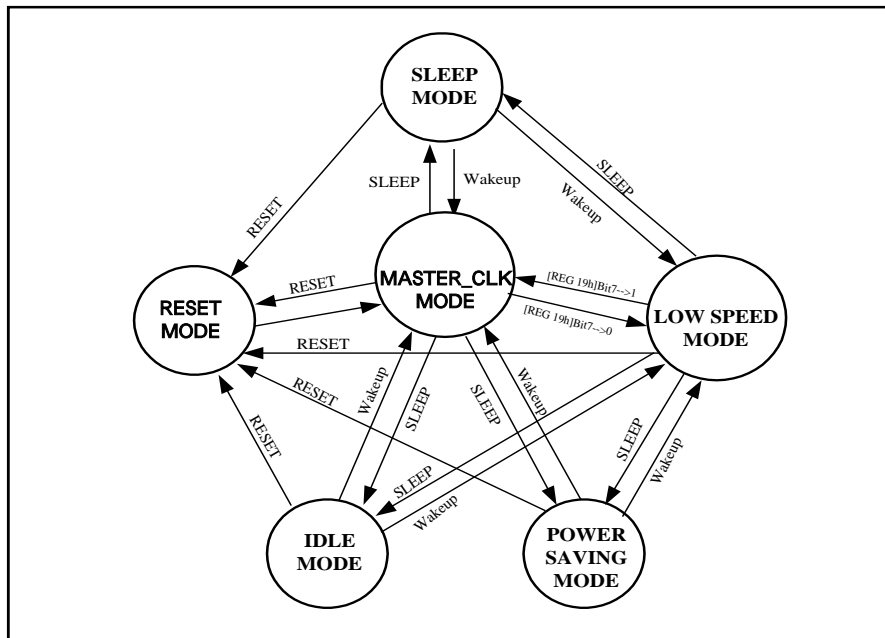 SLEEP
MODE
SLEEP
Wakeup
SLEEP
Wakeup
RESET
MASTER_CLK
MODE
RESET
[REG 19h]Bit7-->1
[REG 19h]Bit7-->0
RESET
MODE
LOW SPEED
MODE
RESET
RESET
Wakeup
SLEEP
SLEEP
Wakeup
RESET
SLEEP
Wakeup
SLEEP
Wakeup
IDLE
MODE
POWER
SAVING
MODE